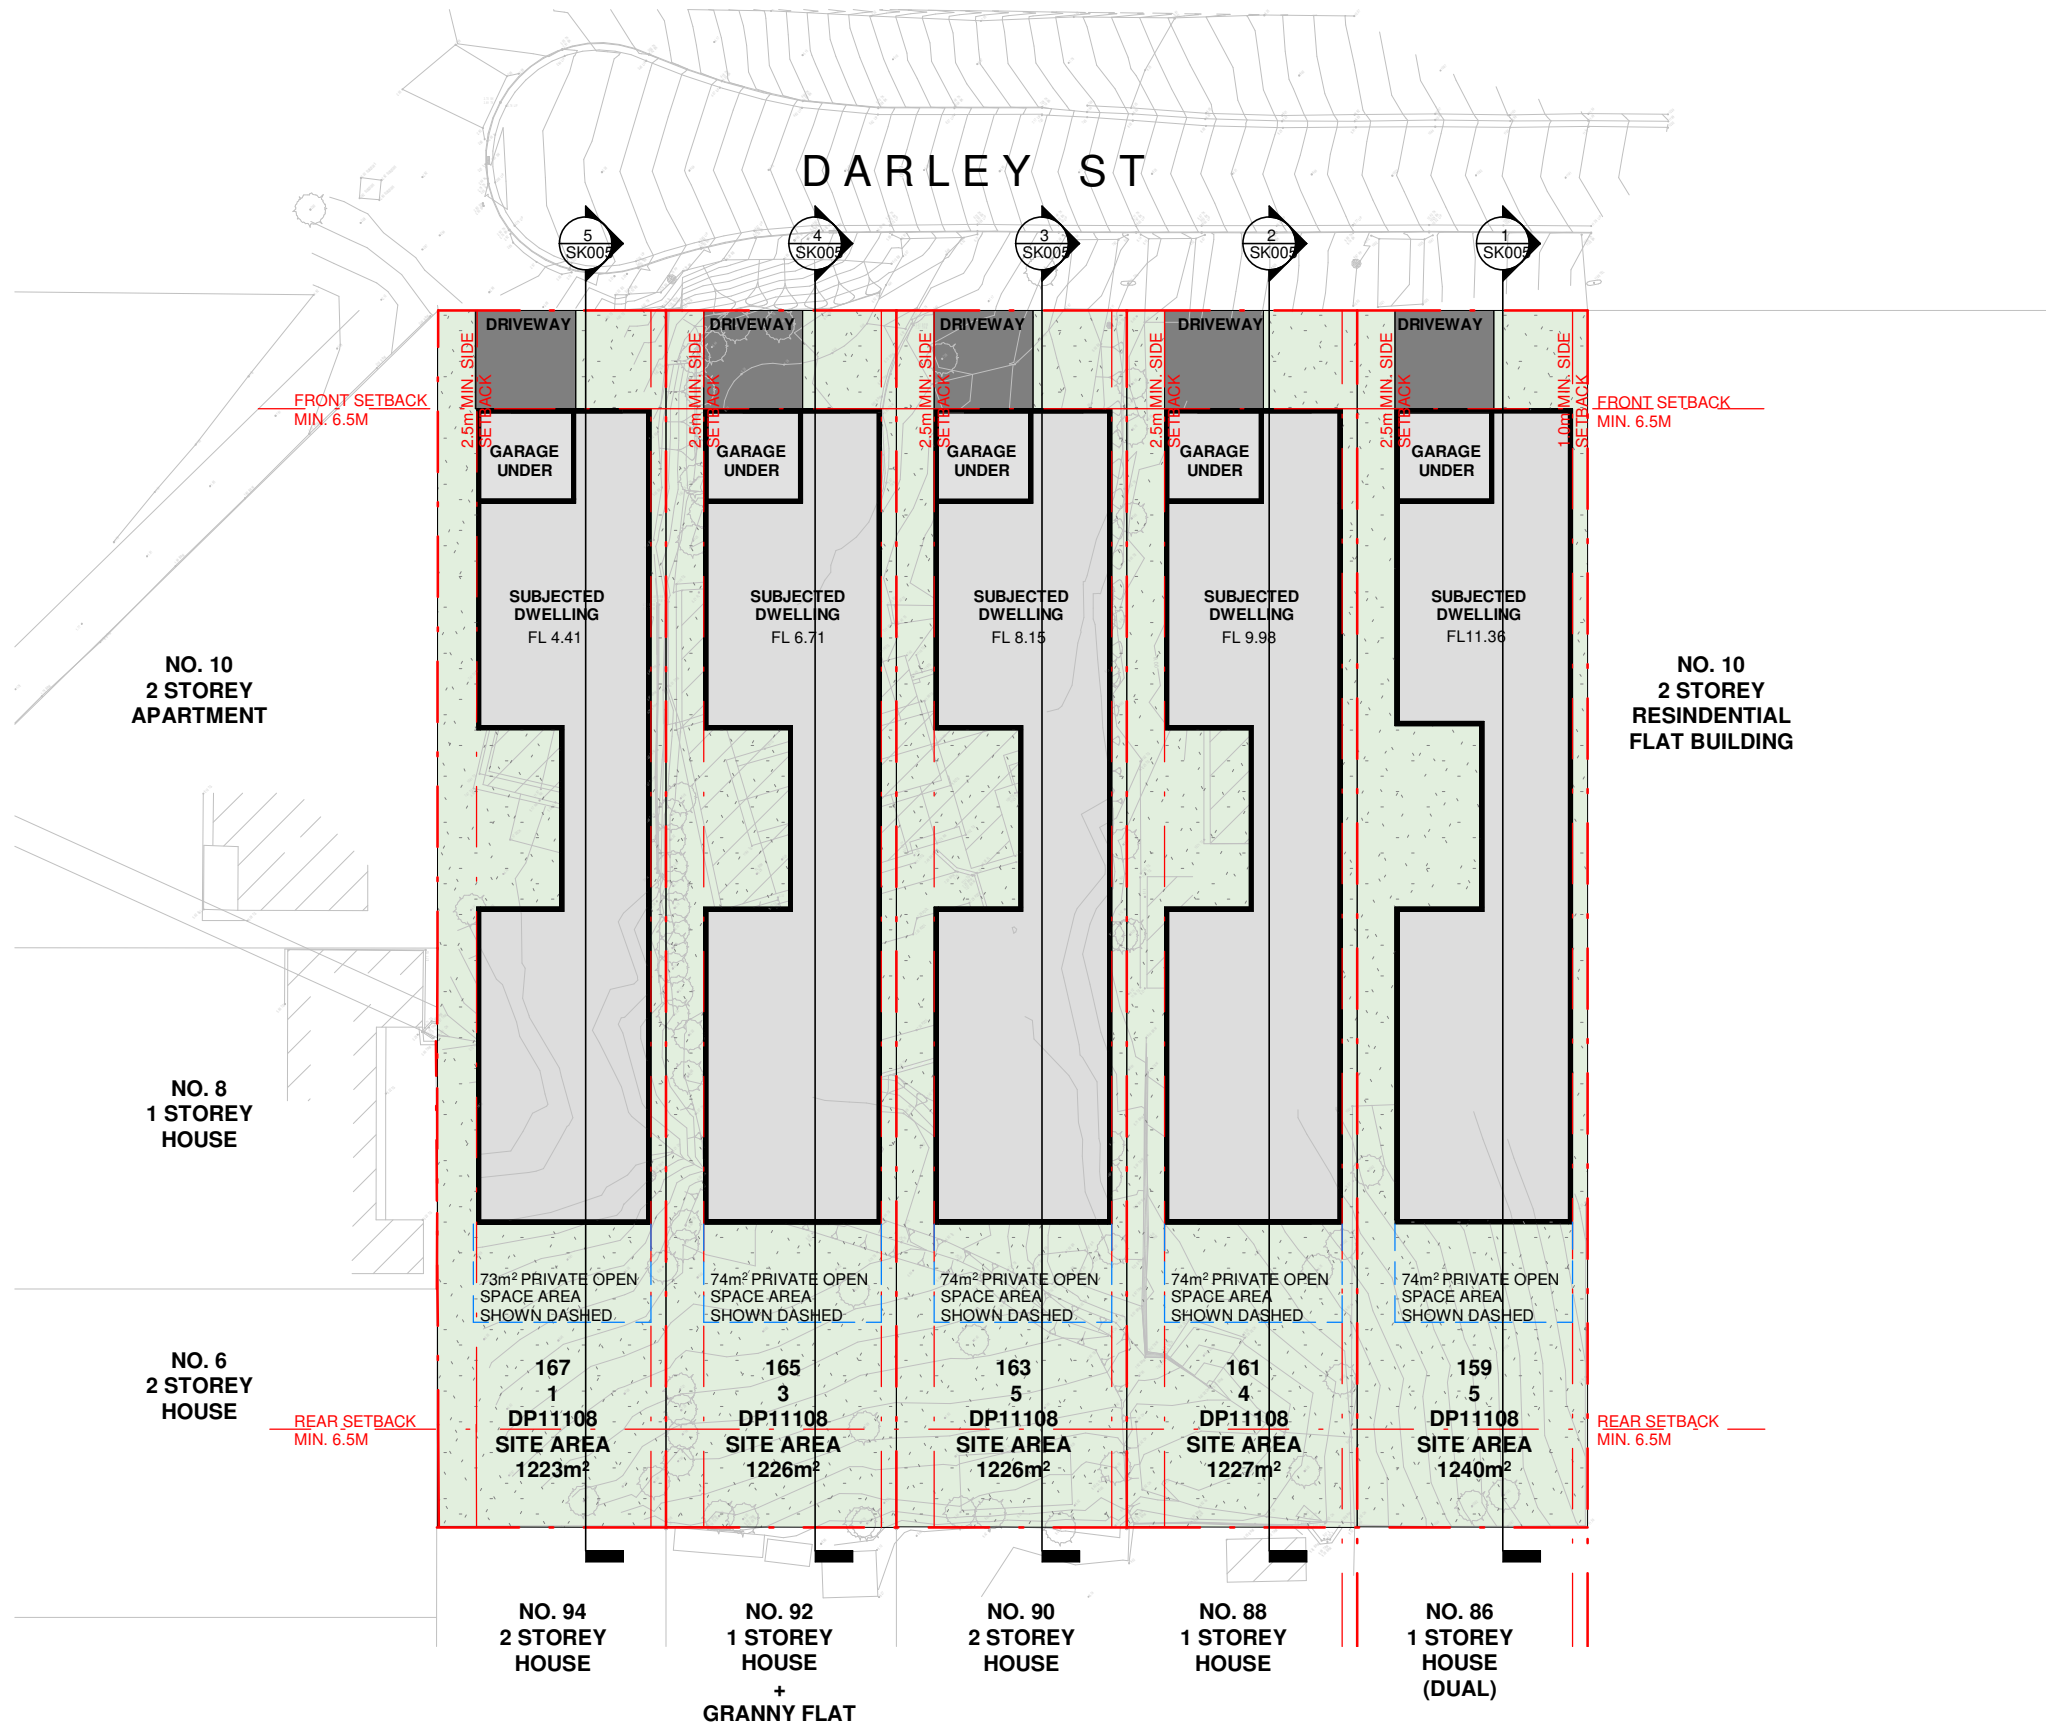 DARLEY ST
5
SK005
4
SK005
3
SK005
2
SK005
1
SK005
DRIVEWAY
DRIVEWAY
DRIVEWAY
DRIVEWAY
DRIVEWAY
2.5m MIN. SIDE
SETBACK
2.5m MIN. SIDE
SETBACK
2.5m MIN. SIDE
SETBACK
2.5m MIN. SIDE
SETBACK
2.5m MIN. SIDE
SETBACK
1.0m MIN. SIDE
SETBACK
FRONT SETBACK
MIN. 6.5M
FRONT SETBACK
MIN. 6.5M
GARAGE
UNDER
GARAGE
UNDER
GARAGE
UNDER
GARAGE
UNDER
GARAGE
UNDER
SUBJECTED
DWELLING
FL 4.41
SUBJECTED
DWELLING
FL 6.71
SUBJECTED
DWELLING
FL 8.15
SUBJECTED
DWELLING
FL 9.98
SUBJECTED
DWELLING
FL11.36
NO. 10
2 STOREY
APARTMENT
NO. 10
2 STOREY
RESINDENTIAL
FLAT BUILDING
NO. 8
1 STOREY
HOUSE
73m² PRIVATE OPEN
SPACE AREA
SHOWN DASHED
74m² PRIVATE OPEN
SPACE AREA
SHOWN DASHED
74m² PRIVATE OPEN
SPACE AREA
SHOWN DASHED
74m² PRIVATE OPEN
SPACE AREA
SHOWN DASHED
74m² PRIVATE OPEN
SPACE AREA
SHOWN DASHED
NO. 6
2 STOREY
HOUSE
167
1
DP11108
SITE AREA
1223m²
165
3
DP11108
SITE AREA
1226m²
163
5
DP11108
SITE AREA
1226m²
161
4
DP11108
SITE AREA
1227m²
159
5
DP11108
SITE AREA
1240m²
REAR SETBACK
MIN. 6.5M
REAR SETBACK
MIN. 6.5M
NO. 94
2 STOREY
HOUSE
NO. 92
1 STOREY
HOUSE
+
GRANNY FLAT
NO. 90
2 STOREY
HOUSE
NO. 88
1 STOREY
HOUSE
NO. 86
1 STOREY
HOUSE
(DUAL)